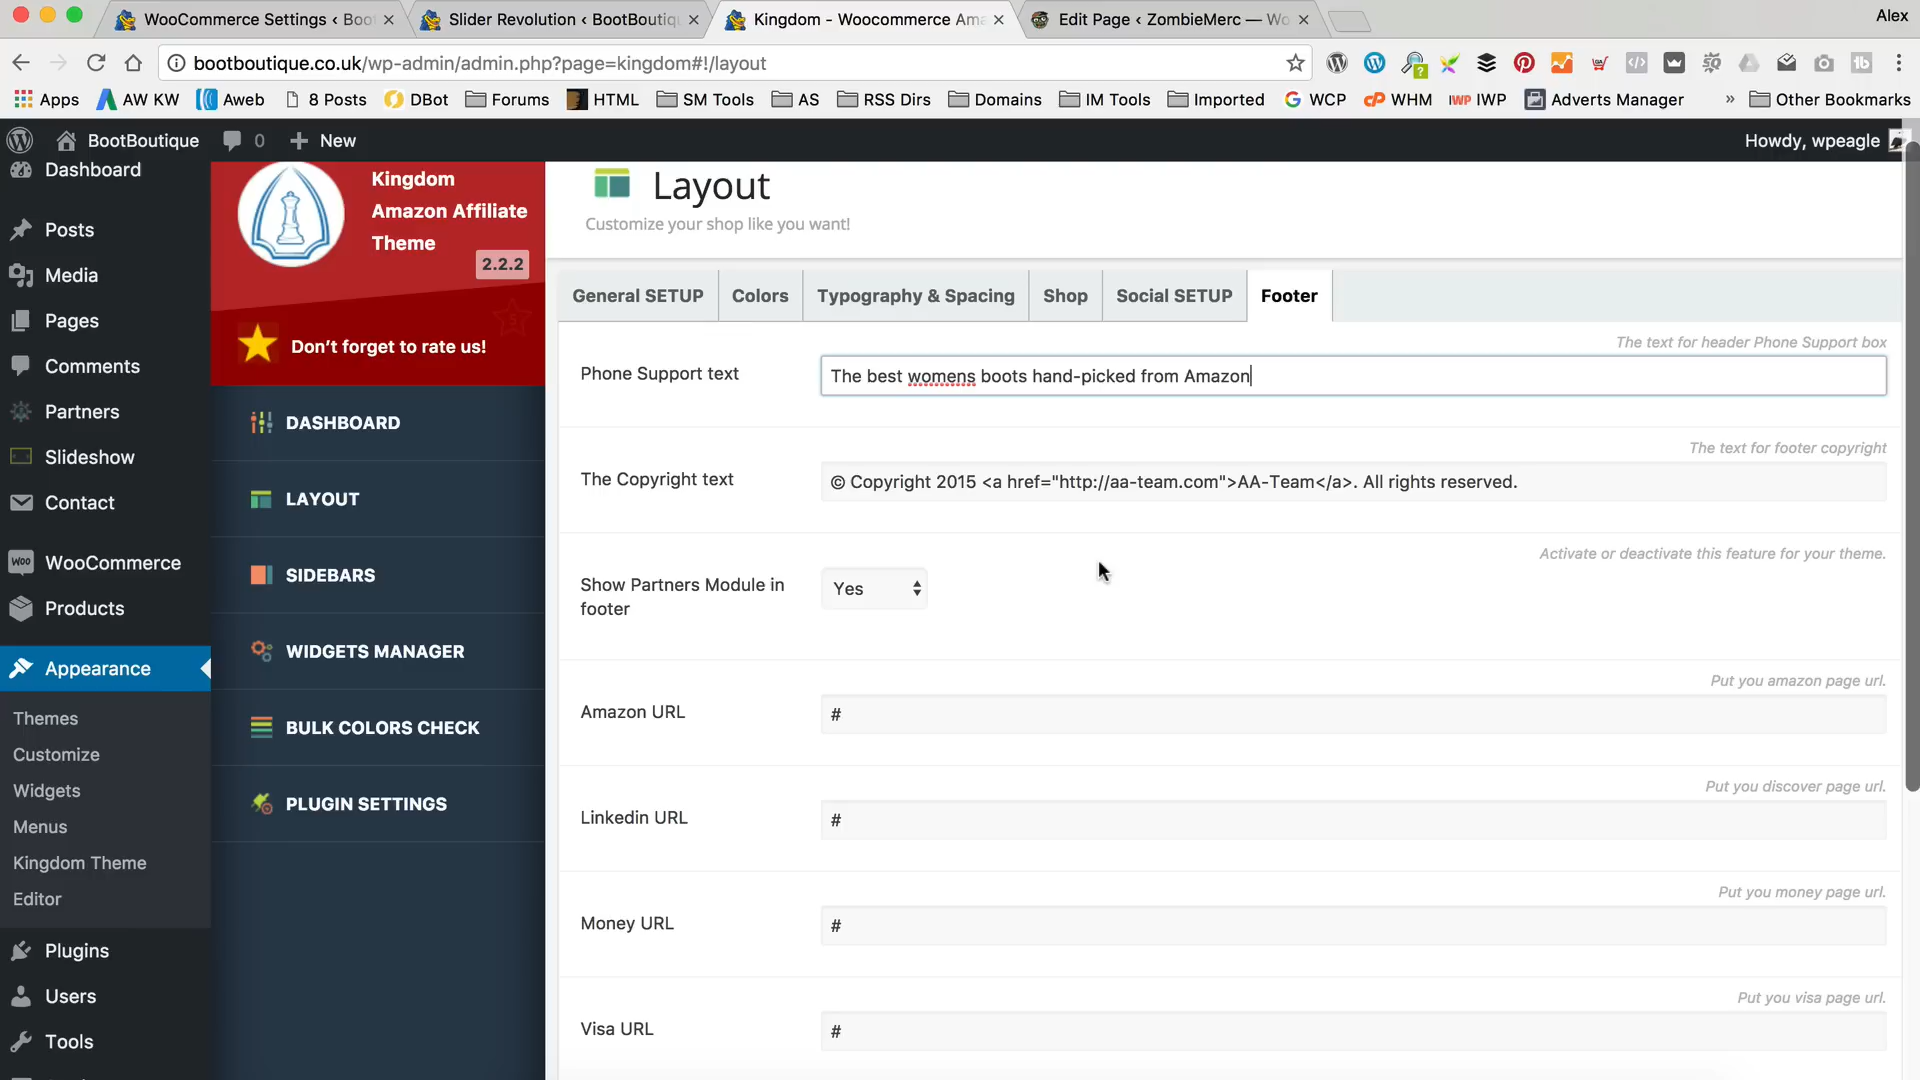 WooCommerce Settings ‹ Boo
Slider Revolution ‹ BootBoutiq
Kingdom - Woocommerce Ama
Edit Page ‹ ZombieMerc — Wo
Alex
bootboutique.co.uk/wp-admin/admin.php?page=kingdom#!/layout
Apps
AW KW
Aweb
8 Posts
DBot
Forums
HTML
SM Tools
AS
RSS Dirs
Domains
IM Tools
Imported
WCP
WHM
IWP IWP
Adverts Manager
»
Other Bookmarks
BootBoutique
0
New
Howdy, wpeagle
Dashboard
Posts
Media
Pages
Comments
Partners
Slideshow
Contact
WooCommerce
Products
Appearance
Themes
Customize
Widgets
Menus
Kingdom Theme
Editor
Plugins
Users
Tools
Kingdom
Amazon Affiliate
Theme
2.2.2
Don't forget to rate us!
DASHBOARD
LAYOUT
SIDEBARS
WIDGETS MANAGER
BULK COLORS CHECK
PLUGIN SETTINGS
Layout
Customize your shop like you want!
General SETUP
Colors
Typography & Spacing
Shop
Social SETUP
Footer
The text for header Phone Support box
Phone Support text
The best womens boots hand-picked from Amazon
The text for footer copyright
The Copyright text
© Copyright 2015 <a href="http://aa-team.com">AA-Team</a>. All rights reserved.
Activate or deactivate this feature for your theme.
Show Partners Module in
footer
Yes
Put you amazon page url.
Amazon URL
#
Put you discover page url.
Linkedin URL
#
Put you money page url.
Money URL
#
Put you visa page url.
Visa URL
#